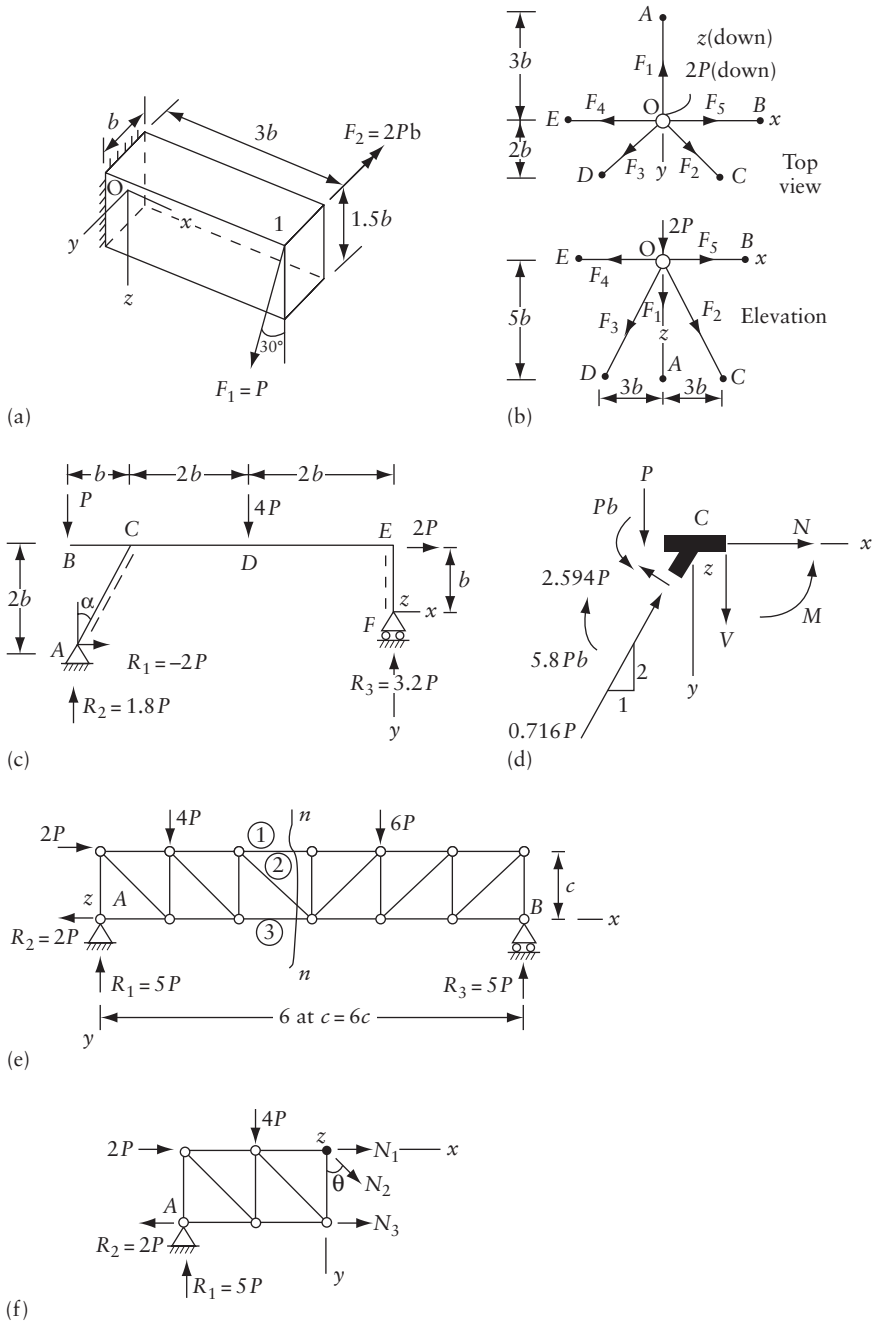 b
3b
F₂ = 2Pb
O
1
1.5b
x
y
z
30°
F₁ = P
(a)
A
z(down)
3b
F₁
2P(down)
O
F₄
F₅
B
E
x
2b
D
F₃
y
F₂
C
Top
view
2P
O
B
E
F₅
x
F₄
5b
F₃
F₁
F₂
Elevation
z
D
A
C
3b
3b
(b)
b
2b
2b
P
4P
C
E
2P
B
D
2b
α
b
z
x
F
A
R₁ = −2P
R₃ = 3.2P
R₂ = 1.8P
y
(c)
P
Pb
C
N
x
z
2.594P
M
V
5.8Pb
2
1
y
0.716P
(d)
4P
n
6P
2P
1
2
c
z
A
B
x
3
R₂ = 2P
n
R₁ = 5P
R₃ = 5P
6 at c = 6c
y
(e)
4P
z
2P
N₁
x
θ
N₂
A
N₃
R₂ = 2P
y
R₁ = 5P
(f)